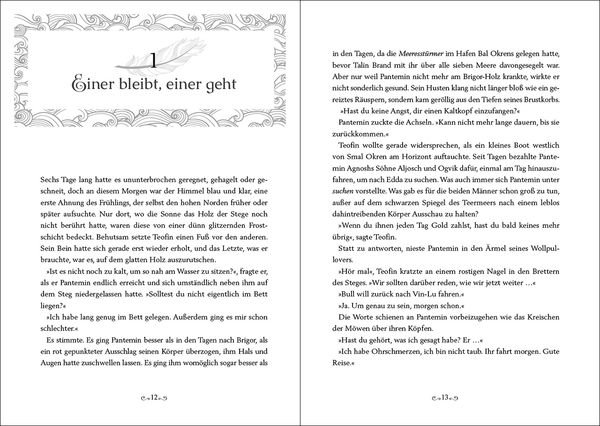 1
Einer bleibt, einer geht
Sechs Tage lang hatte es ununterbrochen geregnet, gehagelt oder ge-
schneit, doch an diesem Morgen war der Himmel blau und klar, eine
erste Ahnung des Frühlings, der selbst den hohen Norden früher oder
später aufsuchte. Nur dort, wo die Sonne das Holz der Stege noch
nicht berührt hatte, waren diese von einer dünn glitzernden Frost-
schicht bedeckt. Behutsam setzte Teofin einen Fuß vor den anderen.
Sein Bein hatte sich gerade erst wieder erholt, und das Letzte, was er
brauchte, war es, auf dem glatten Holz auszurutschen.
»Ist es nicht noch zu kalt, um so nah am Wasser zu sitzen?«, fragte er,
als er Pantemin endlich erreicht und sich umständlich neben ihm auf
dem Steg niedergelassen hatte. »Solltest du nicht eigentlich im Bett
liegen?«
»Ich habe lang genug im Bett gelegen. Außerdem ging es mir schon
schlechter.«
Es stimmte. Es ging Pantemin besser als in den Tagen nach Brigor, als
ein rot gepunkteter Ausschlag seinen Körper überzogen, ihm Hals und
Augen hatte zuschwellen lassen. Es ging ihm womöglich sogar besser als
12
in den Tagen, da die Meeresstürmer im Hafen Bal Okrens gelegen hatte,
bevor Talin Brand mit ihr über alle sieben Meere davongesegelt war.
Aber nur weil Pantemin nicht mehr am Brigor-Holz krankte, wirkte er
nicht sonderlich gesund. Sein Husten klang nicht länger bloß wie ein ge-
reiztes Räuspern, sondern kam geröllig aus den Tiefen seines Brustkorbs.
»Hast du keine Angst, dir einen Kaltkopf einzufangen?«
Pantemin zuckte die Achseln. »Kann nicht mehr lange dauern, bis sie
zurückkommen.«
Teofin wollte gerade widersprechen, als ein kleines Boot westlich
von Smal Okren am Horizont auftauchte. Seit Tagen bezahlte Pante-
min Agnoshs Söhne Aljosch und Ogvik dafür, einmal am Tag hinauszu-
fahren, um nach Edda zu suchen. Was auch immer sich Pantemin unter
suchen vorstellte. Was gab es für die beiden Männer schon groß zu tun,
außer auf dem schwarzen Spiegel des Teermeers nach einem leblos
dahintreibenden Körper Ausschau zu halten?
»Wenn du ihnen jeden Tag Gold zahlst, hast du bald keines mehr
übrig«, sagte Teofin.
Statt zu antworten, nieste Pantemin in den Ärmel seines Wollpul-
lovers.
»Hör mal«, Teofin kratzte an einem rostigen Nagel in den Brettern
des Steges. »Wir sollten darüber reden, wie wir jetzt weiter …«
»Bull will zurück nach Vin-Lu fahren.«
»Ja. Um genau zu sein, morgen schon.«
Die Worte schienen an Pantemin vorbeizugehen wie das Kreischen
der Möwen über ihren Köpfen.
»Hast du gehört, was ich gesagt habe? Er …«
»Ich habe Ohrschmerzen, ich bin nicht taub. Ihr fahrt morgen. Gute
Reise.«
13